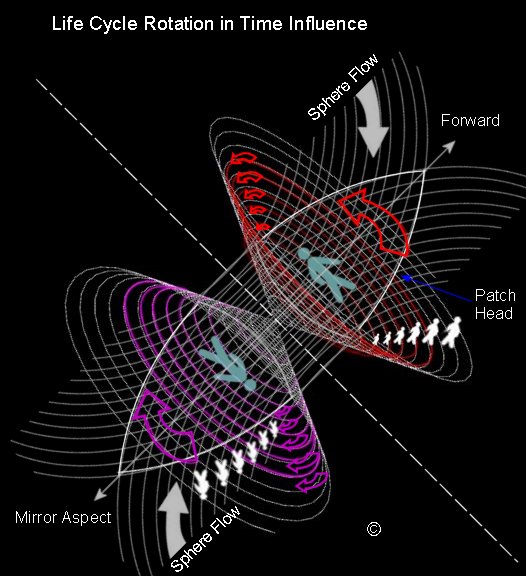 Life Cycle Rotation in Time Influence
Sphere Flow
Forward
Patch
Head
Mirror Aspect
Sphere Flow
©